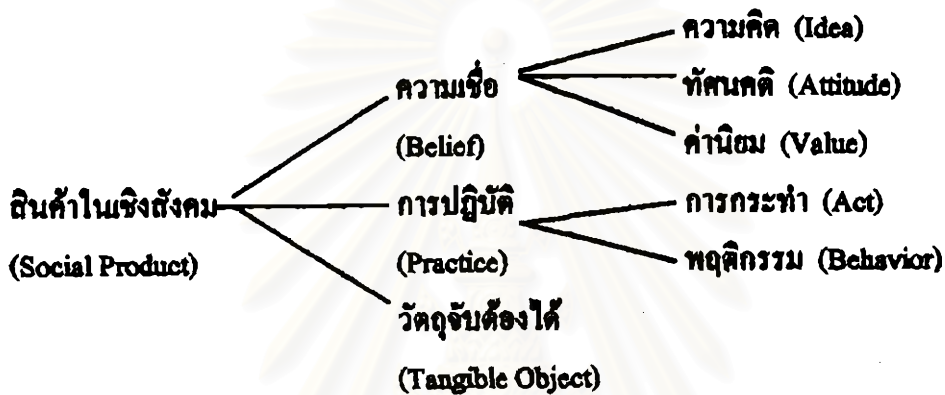 ความคิด (Idea)
ความเชื่อ
ทัศนคติ (Attitude)
(Belief)
ค่านิยม (Value)
สินค้าในเชิงสังคม
การปฏิบัติ
การกระทำ (Act)
(Social Product)
(Practice)
พฤติกรรม (Behavior)
วัตถุจับต้องได้
(Tangible Object)